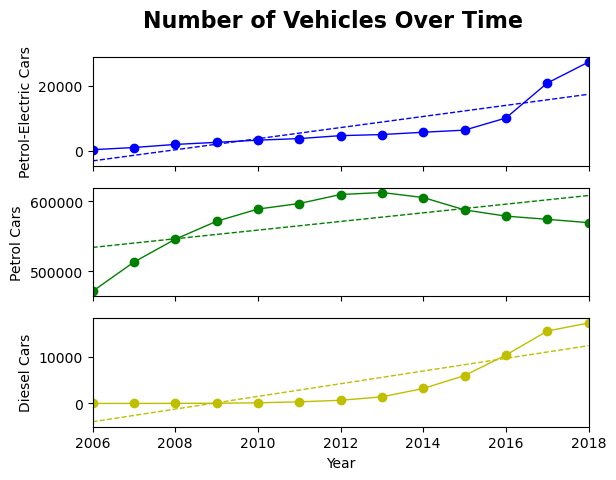 Number of Vehicles Over Time
Petrol-Electric Cars
20000
0
Petrol Cars
600000
500000
Diesel Cars
10000
0
2006 2008 2010 2012 2014 2016 2018
Year